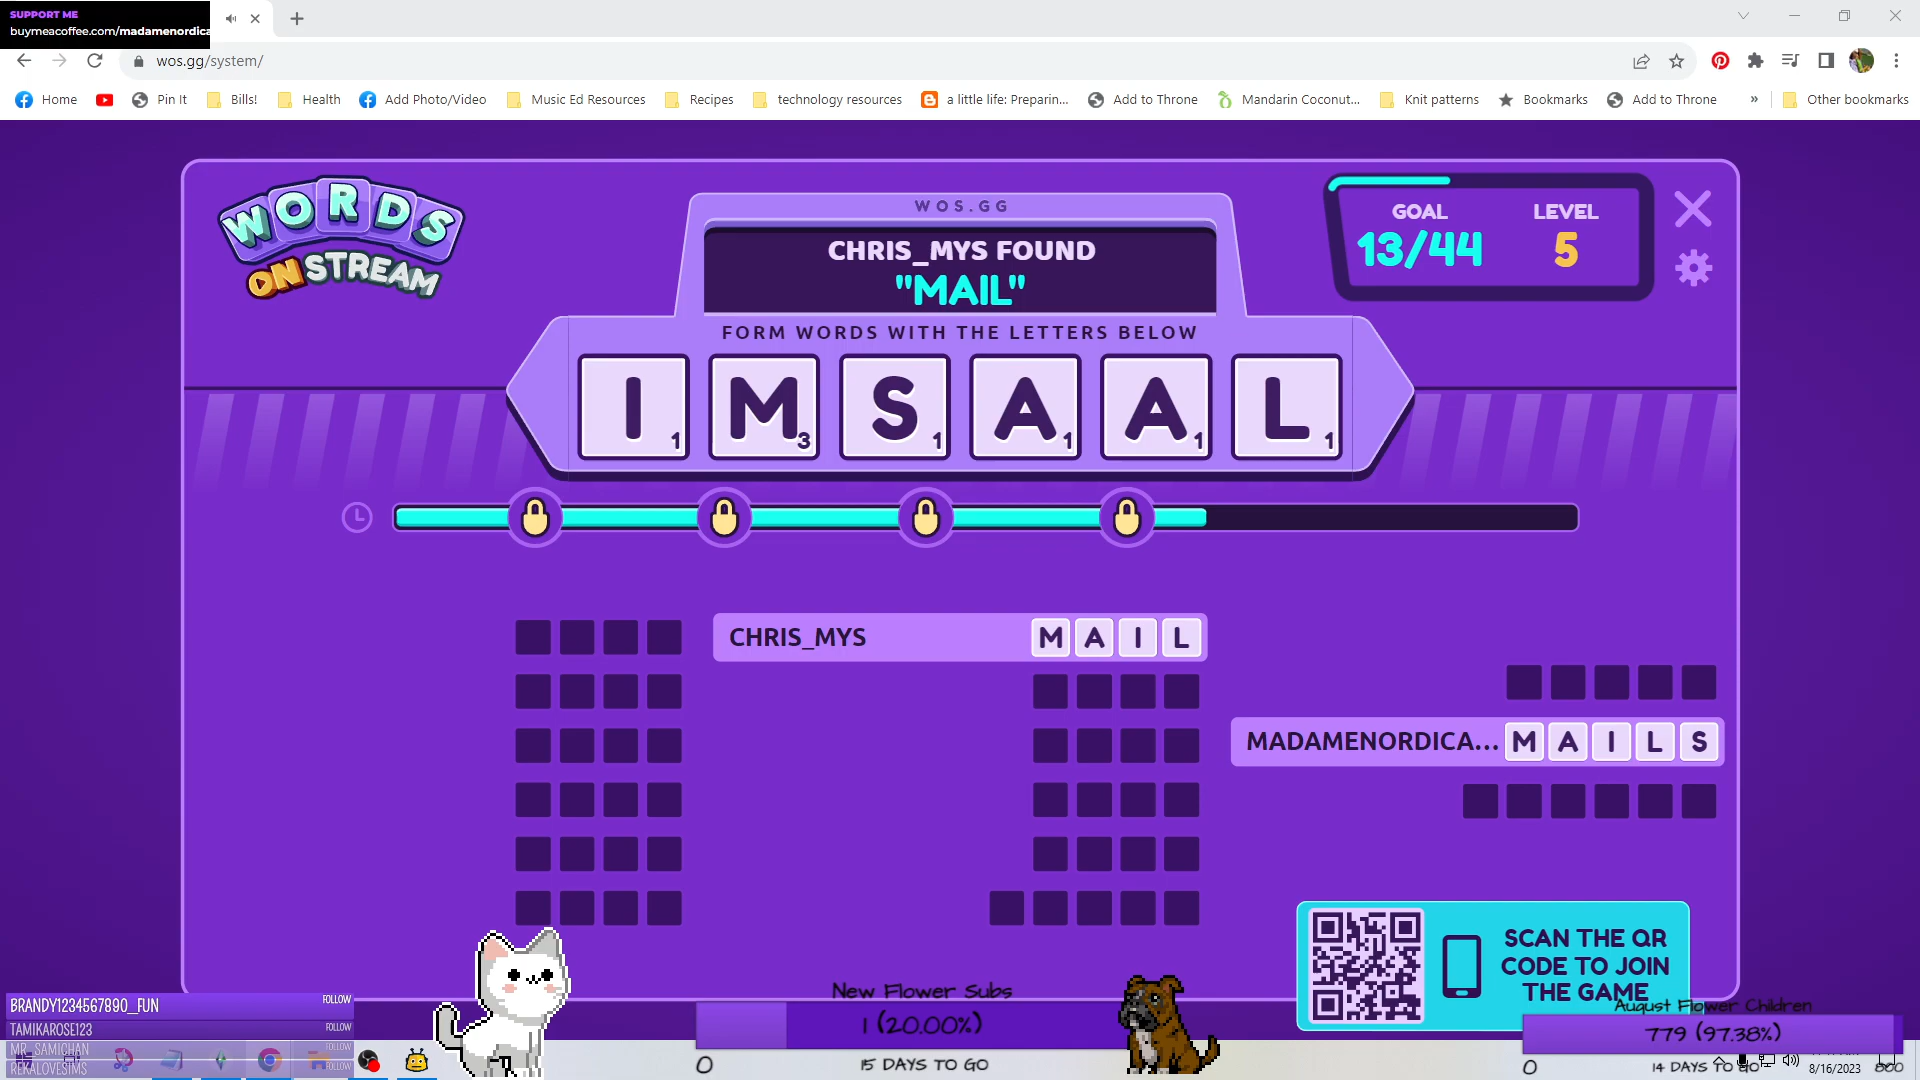 SUPPORT ME
buymeacoffee.com/madamenordica
wos.gg/system/
Home
Pin It
Bills!
Health
Add Photo/Video
Music Ed Resources
Recipes
technology resources
a little life: Preparin...
Add to Throne
Mandarin Coconut...
Knit patterns
Bookmarks
Add to Throne
»
Other bookmarks
WORDS
ON STREAM
WOS.GG
CHRIS_MYS FOUND
"MAIL"
GOAL
13/44
LEVEL
5
FORM WORDS WITH THE LETTERS BELOW
I 1 M 3 S 1 A 1 A 1 L 1
CHRIS_MYS MAIL
MADAMENORDICA... MAILS
SCAN THE QR
CODE TO JOIN
THE GAME
BRANDY1234567890_FUN FOLLOW
TAMIKAROSE123 FOLLOW
MR_SAMICHAN FOLLOW
REKALOVESIMS FOLLOW
New Flower Subs
1 (20.00%)
0
15 DAYS TO GO
August Flower Children
779 (97.38%)
0
14 DAYS TO GO
800
8/16/2023